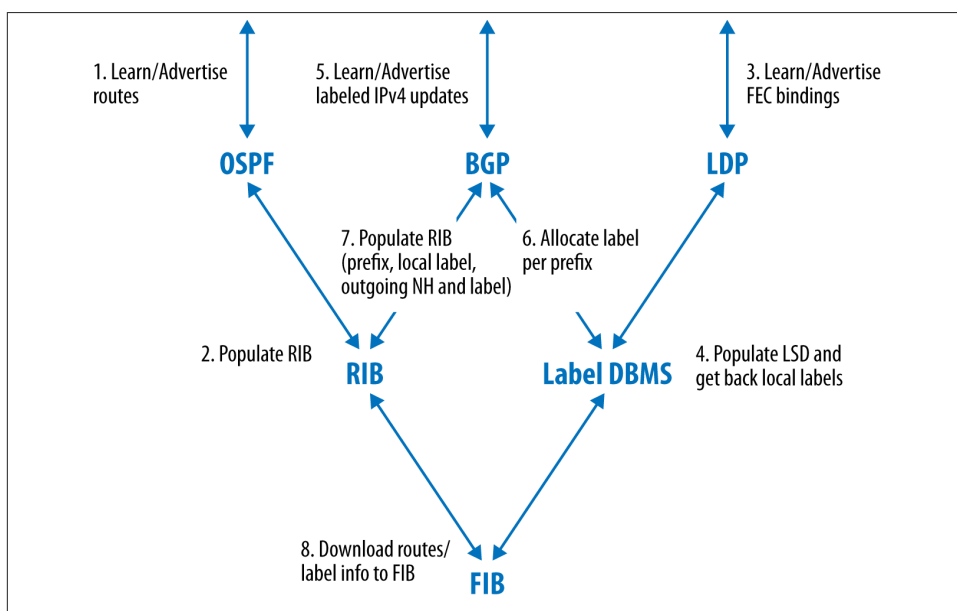 1. Learn/Advertise
routes
5. Learn/Advertise
labeled IPv4 updates
3. Learn/Advertise
FEC bindings
OSPF
BGP
LDP
7. Populate RIB
(prefix, local label,
outgoing NH and label)
6. Allocate label
per prefix
2. Populate RIB
RIB
Label DBMS
4. Populate LSD and
get back local labels
8. Download routes/
label info to FIB
FIB